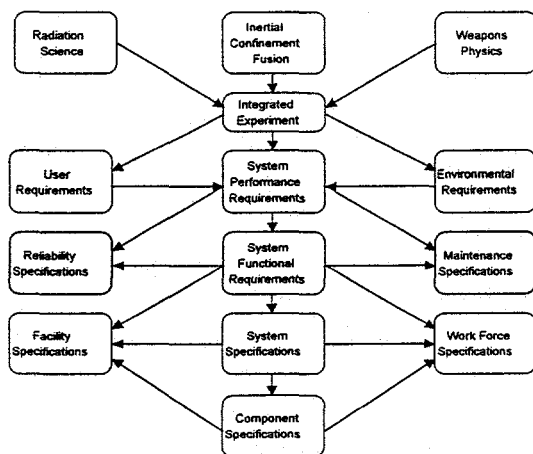 Radiation
Science
Inertial
Confinement
Fusion
Weapons
Physics
Integrated
Experiment
User
Requirements
System
Performance
Requirements
Environmental
Requirements
Reliability
Specifications
System
Functional
Requirements
Maintenance
Specifications
Facility
Specifications
System
Specifications
Work Force
Specifications
Component
Specifications